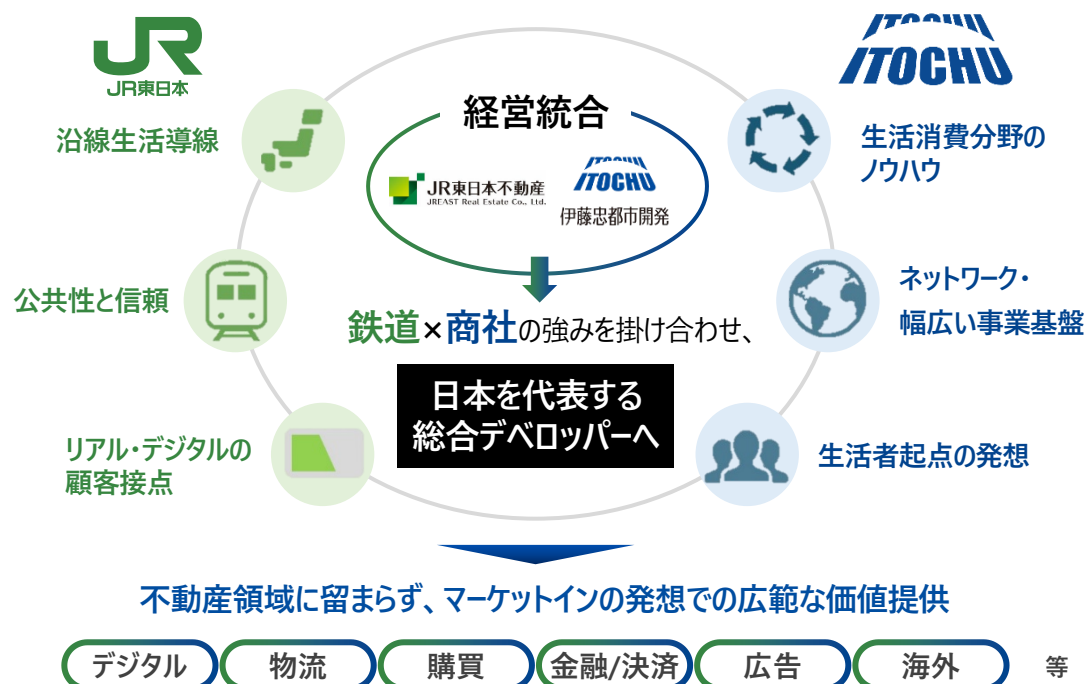 JR
JR東日本
ITOCHU
ITOCHU
経営統合
沿線生活導線
生活消費分野の
ノウハウ
JR東日本不動産
JREAST Real Estate Co., Ltd.
ITOCHU
ITOCHU
伊藤忠都市開発
公共性と信頼
ネットワーク・
幅広い事業基盤
鉄道×商社の強みを掛け合わせ、
日本を代表する
総合デベロッパーへ
リアル・デジタルの
顧客接点
生活者起点の発想
不動産領域に留まらず、マーケットインの発想での広範な価値提供
デジタル 物流 購買 金融/決済 広告 海外 等